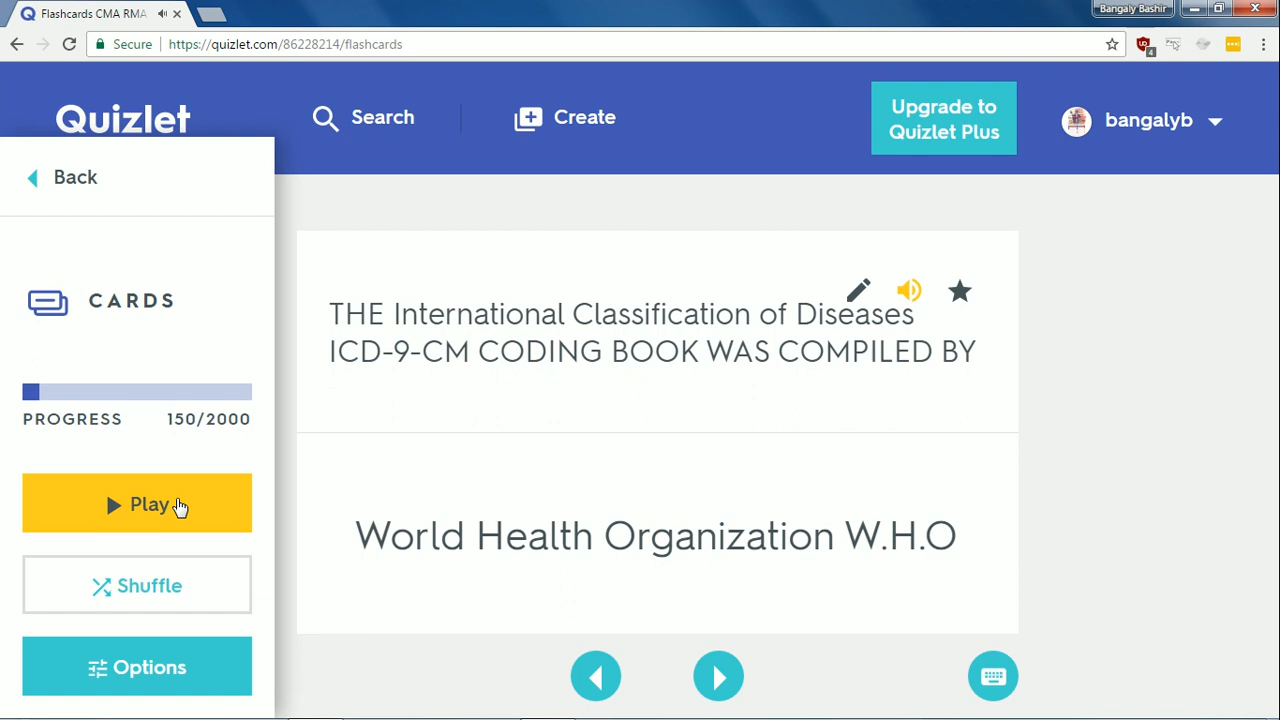 Flashcards CMA RMA
Bangaly Bashir
Secure
https://quizlet.com/86228214/flashcards
4
Quizlet
Search
Create
Upgrade to
Quizlet Plus
bangalyb
Back
CARDS
PROGRESS 150/2000
Play
Shuffle
Options
THE International Classification of Diseases
ICD-9-CM CODING BOOK WAS COMPILED BY
World Health Organization W.H.O